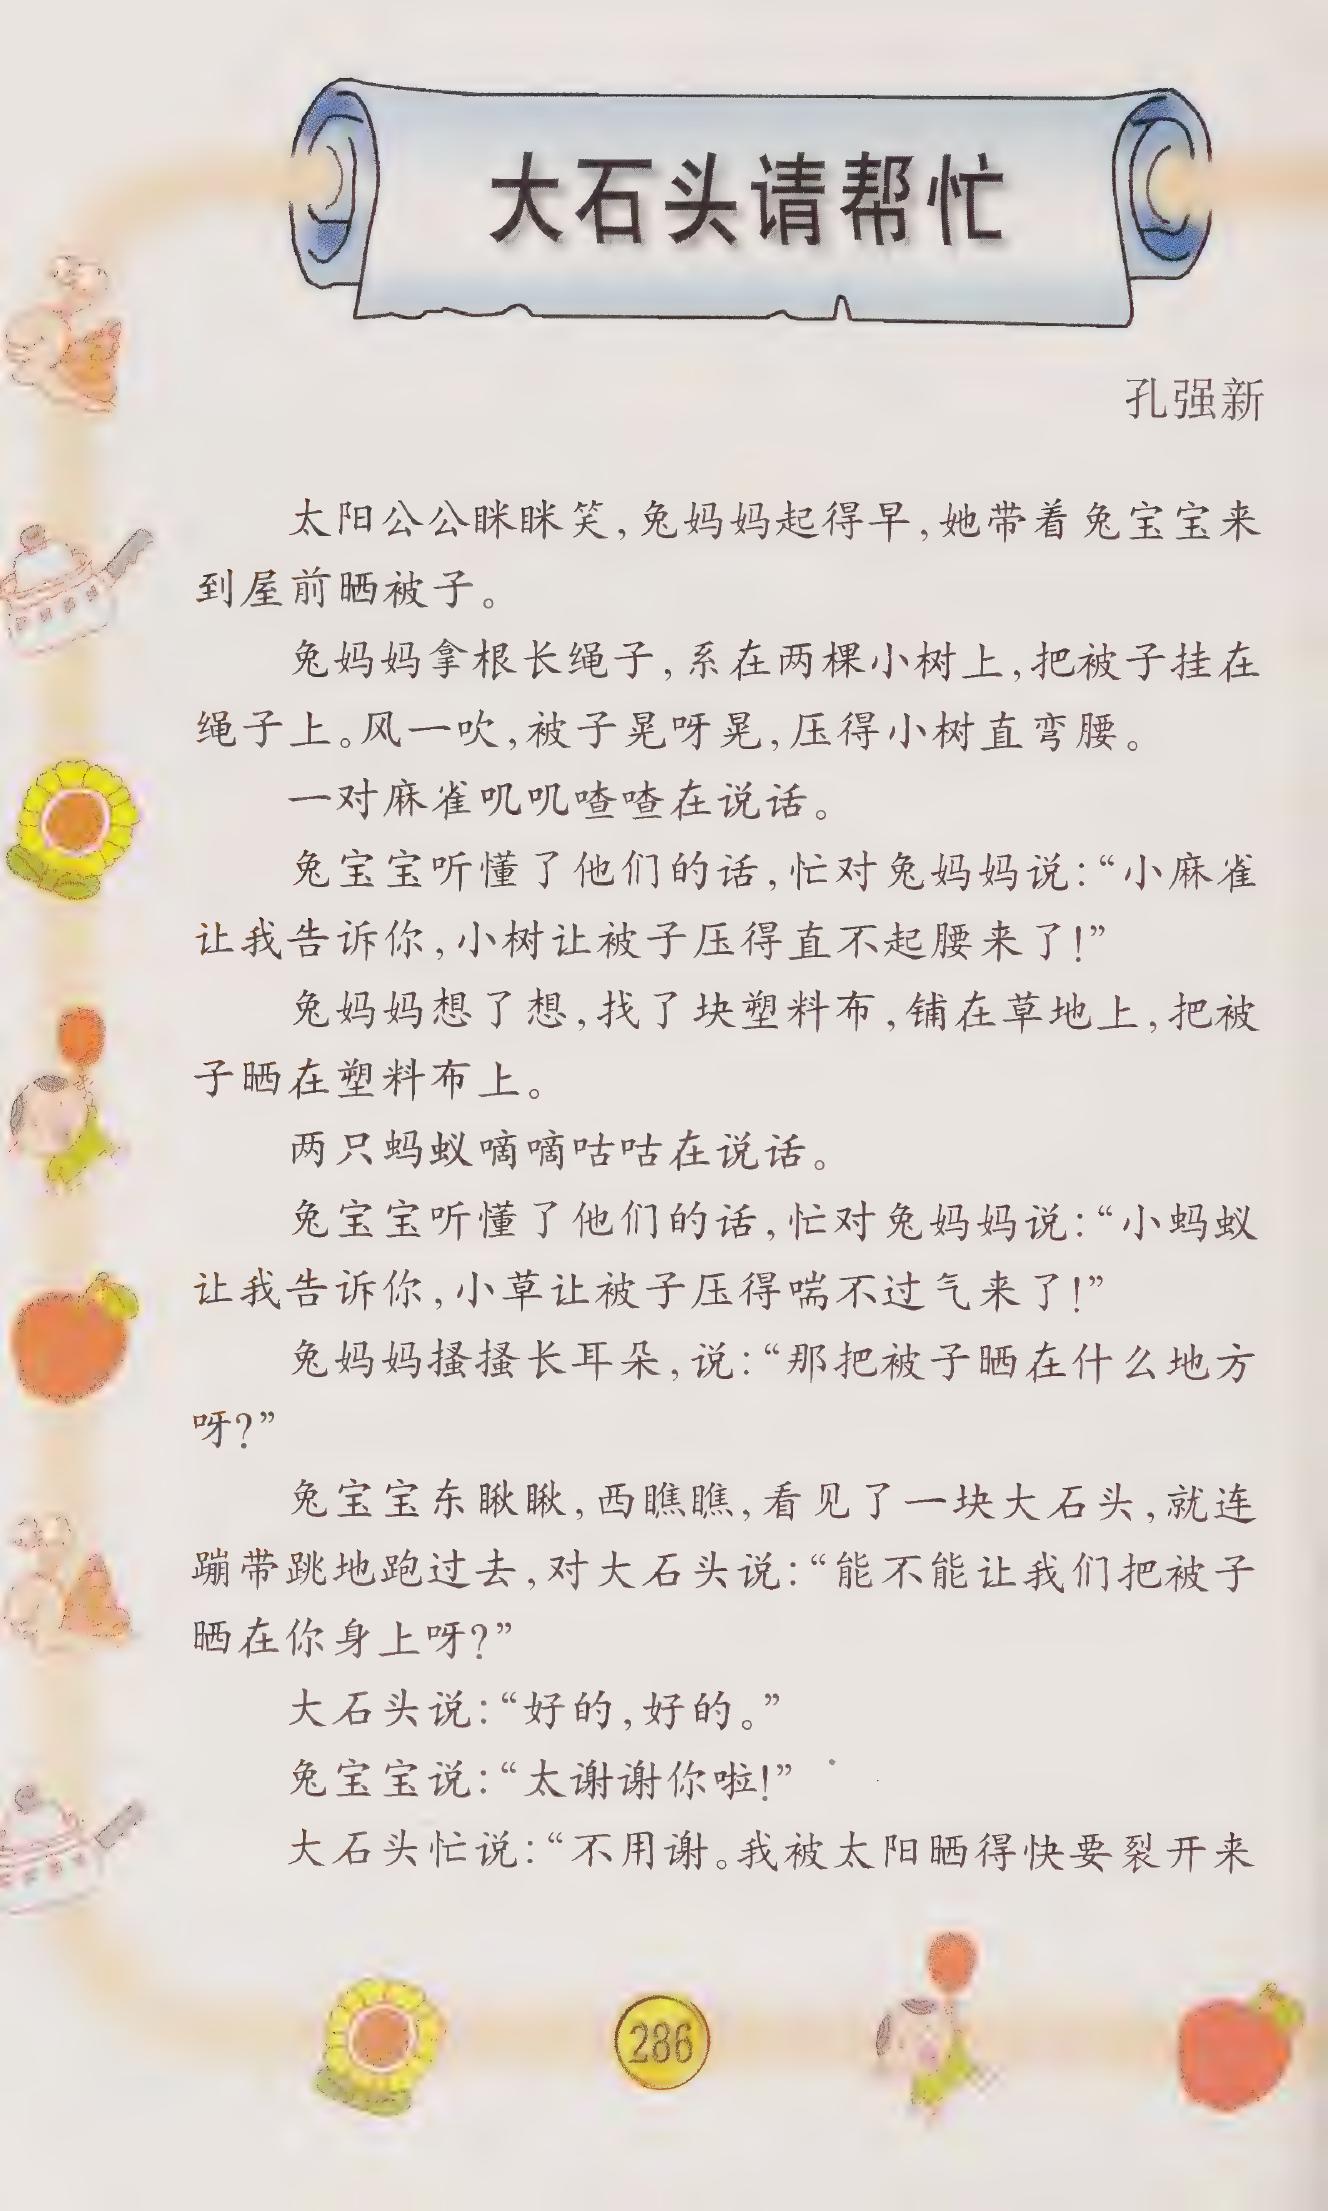 大石头请帮忙
孔强新
太阳公公眯眯笑，兔妈妈起得早，她带着兔宝宝来
到屋前晒被子。
兔妈妈拿根长绳子，系在两棵小树上，把被子挂在
绳子上。风一吹，被子晃呀晃，压得小树直弯腰。
一对麻雀叽叽喳喳在说话。
兔宝宝听懂了他们的话，忙对兔妈妈说：“小麻雀
让我告诉你，小树让被子压得直不起腰来了！”
兔妈妈想了想，找了块塑料布，铺在草地上，把被
子晒在塑料布上。
两只蚂蚁嘀嘀咕咕在说话。
兔宝宝听懂了他们的话，忙对兔妈妈说：“小蚂蚁
让我告诉你，小草让被子压得喘不过气来了！”
兔妈妈搔搔长耳朵，说：“那把被子晒在什么地方
呀？”
兔宝宝东瞅瞅，西瞧瞧，看见了一块大石头，就连
蹦带跳地跑过去，对大石头说：“能不能让我们把被子
晒在你身上呀？”
大石头说：“好的，好的。”
兔宝宝说：“太谢谢你啦！”
大石头忙说：“不用谢。我被太阳晒得快要裂开来
286